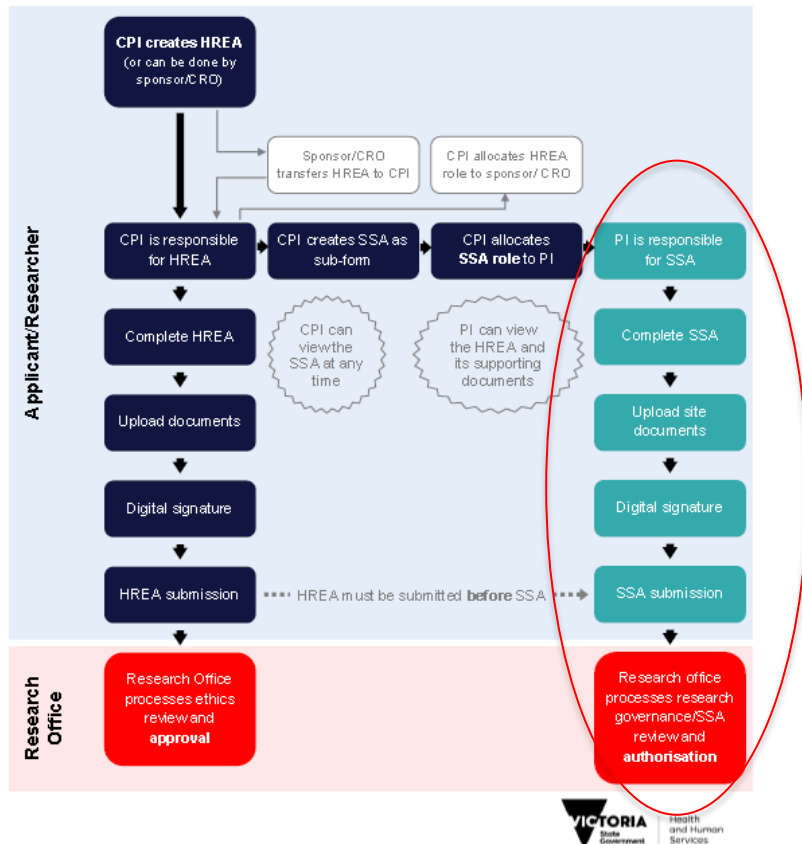 CPI creates HREA
(or can be done by
sponsor/CRO)
Sponsor/CRO
transfers HREA to CPI
CPI allocates HREA
role to sponsor/ CRO
Applicant/Researcher
CPI is responsible
for HREA
CPI creates SSA as
sub-form
CPI allocates
SSA role to PI
PI is responsible
for SSA
Complete HREA
CPI can
view the
SSA at any
time
PI can view
the HREA and
its supporting
documents
Complete SSA
Upload documents
Upload site
documents
Digital signature
Digital signature
HREA submission
HREA must be submitted before SSA
SSA submission
Research
Office
Research Office
processes ethics
review and
approval
Research office
processes research
governance/SSA
review and
authorisation
VICTORIA
State
Government
Health
and Human
Services